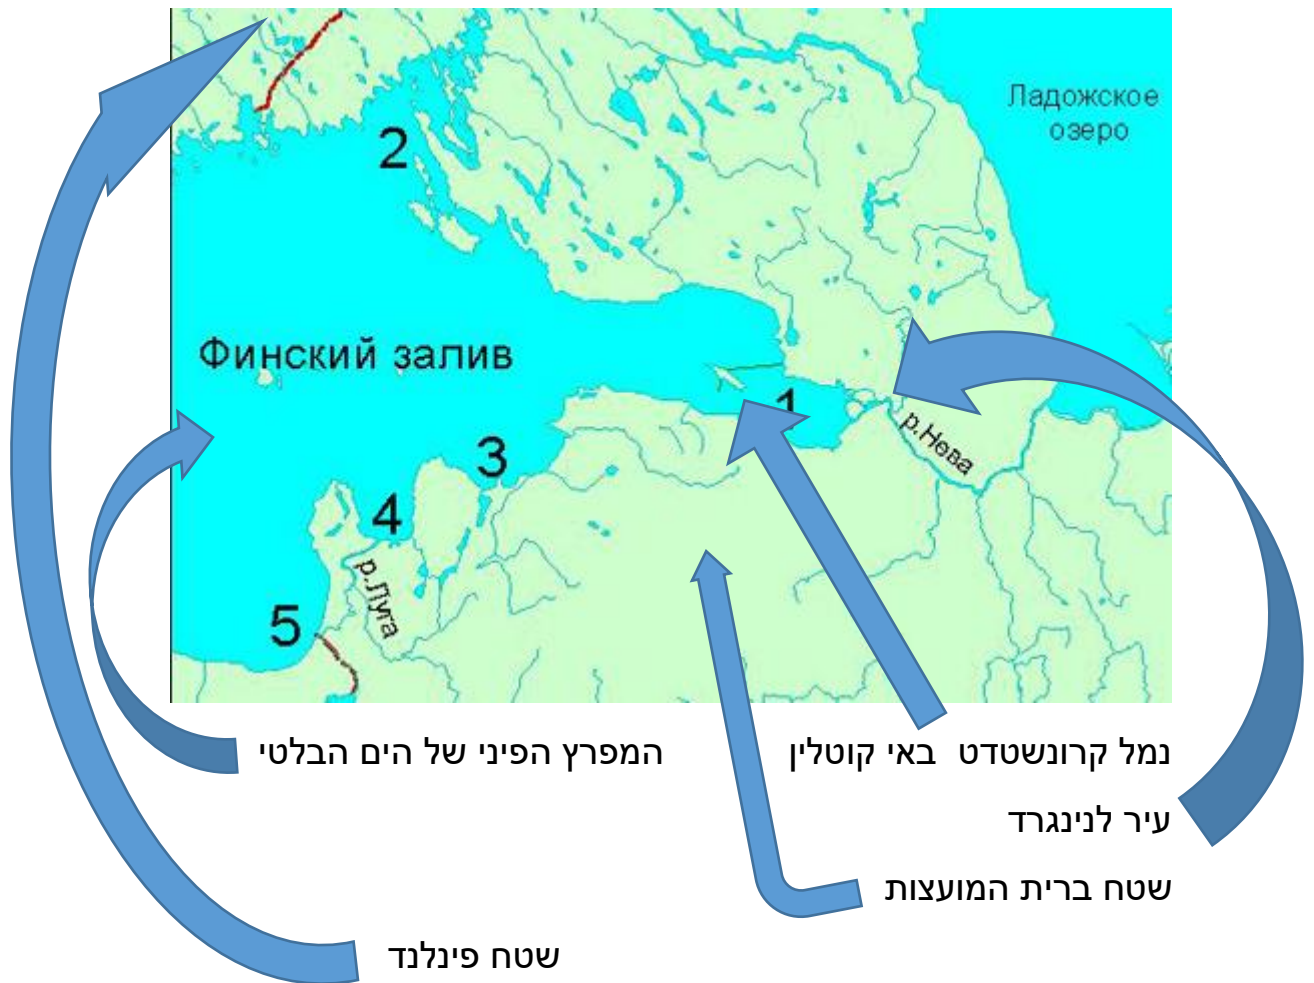 Ладожское
озеро
2
Финский залив
1
р.Нева
3
4
р.Луга
5
המפרץ הפיני של הים הבלטי
נמל קרונשטדט באי קוטלין
עיר לנינגרד
שטח ברית המועצות
שטח פינלנד